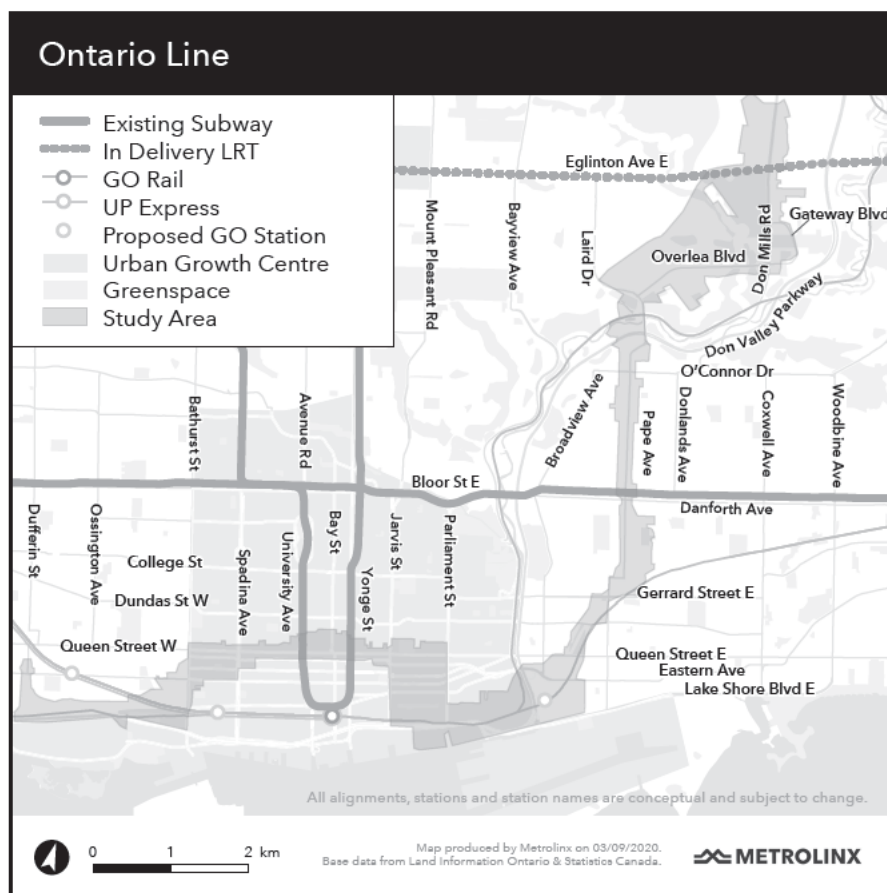 Ontario Line
Existing Subway
In Delivery LRT
GO Rail
UP Express
Proposed GO Station
Urban Growth Centre
Greenspace
Study Area
Eglinton Ave E
Mount Pleasant Rd
Bayview Ave
Laird Dr
Overlea Blvd
Don Mills Rd
Gateway Blvd
Don Valley Parkway
O'Connor Dr
Broadview Ave
Pape Ave
Donlands Ave
Coxwell Ave
Woodbine Ave
Bathurst St
Avenue Rd
Bloor St E
Danforth Ave
Dufferin St
Ossington Ave
College St
Dundas St W
Queen Street W
Spadina Ave
University Ave
Bay St
Yonge St
Jarvis St
Parliament St
Gerrard Street E
Queen Street E
Eastern Ave
Lake Shore Blvd E
All alignments, stations and station names are conceptual and subject to change.
0 1 2 km
Map produced by Metrolinx on 03/09/2020.
Base data from Land Information Ontario & Statistics Canada.
METROLINX